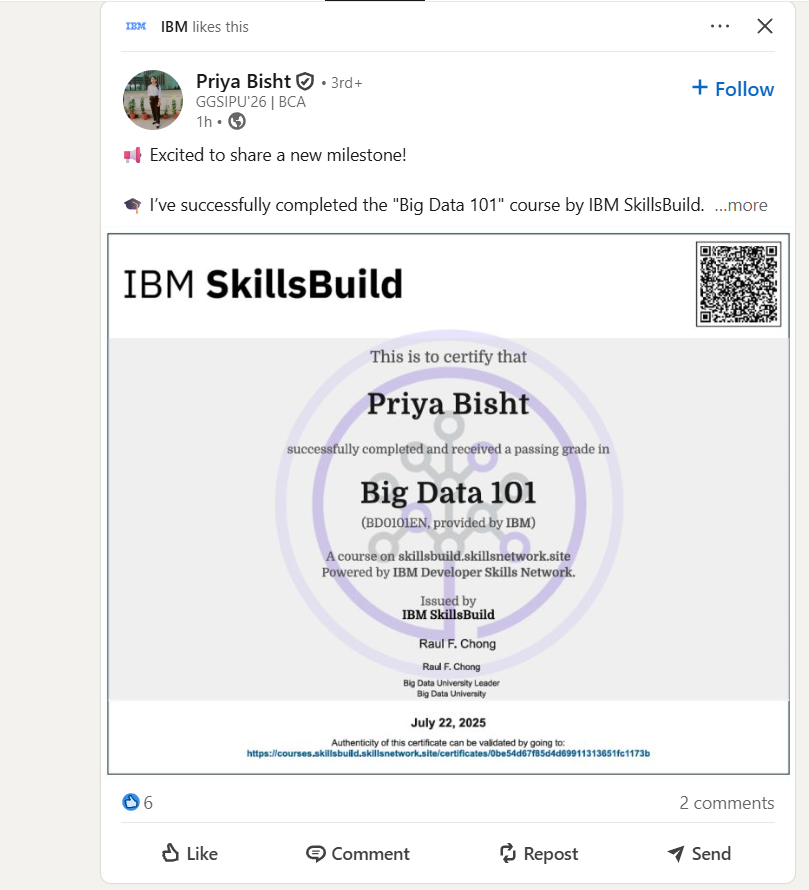 IBM IBM likes this
Priya Bisht • 3rd+
+ Follow
GGSIPU'26 | BCA
1h •
Excited to share a new milestone!
I've successfully completed the "Big Data 101" course by IBM SkillsBuild. ...more
IBM SkillsBuild
This is to certify that
Priya Bisht
successfully completed and received a passing grade in
Big Data 101
(BD0101EN, provided by IBM)
A course on skillsbuild.skillsnetwork.site
Powered by IBM Developer Skills Network.
Issued by
IBM SkillsBuild
Raul F. Chong
Raul F. Chong
Big Data University Leader
Big Data University
July 22, 2025
Authenticity of this certificate can be validated by going to:
https://courses.skillsbuild.skillsnetwork.site/certificates/0be54d67f85d4d69911313651fc1173b
6
2 comments
Like Comment Repost Send